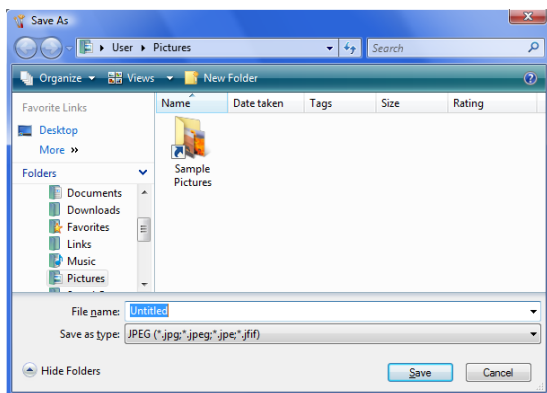 Save As
User Pictures Search
Organize Views New Folder
Favorite Links
Desktop
More »
Folders
Documents
Downloads
Favorites
Links
Music
Pictures
Name Date taken Tags Size Rating
Sample
Pictures
File name: Untitled
Save as type: JPEG (*.jpg;*.jpeg;*.jpe;*.jfif)
Hide Folders Save Cancel